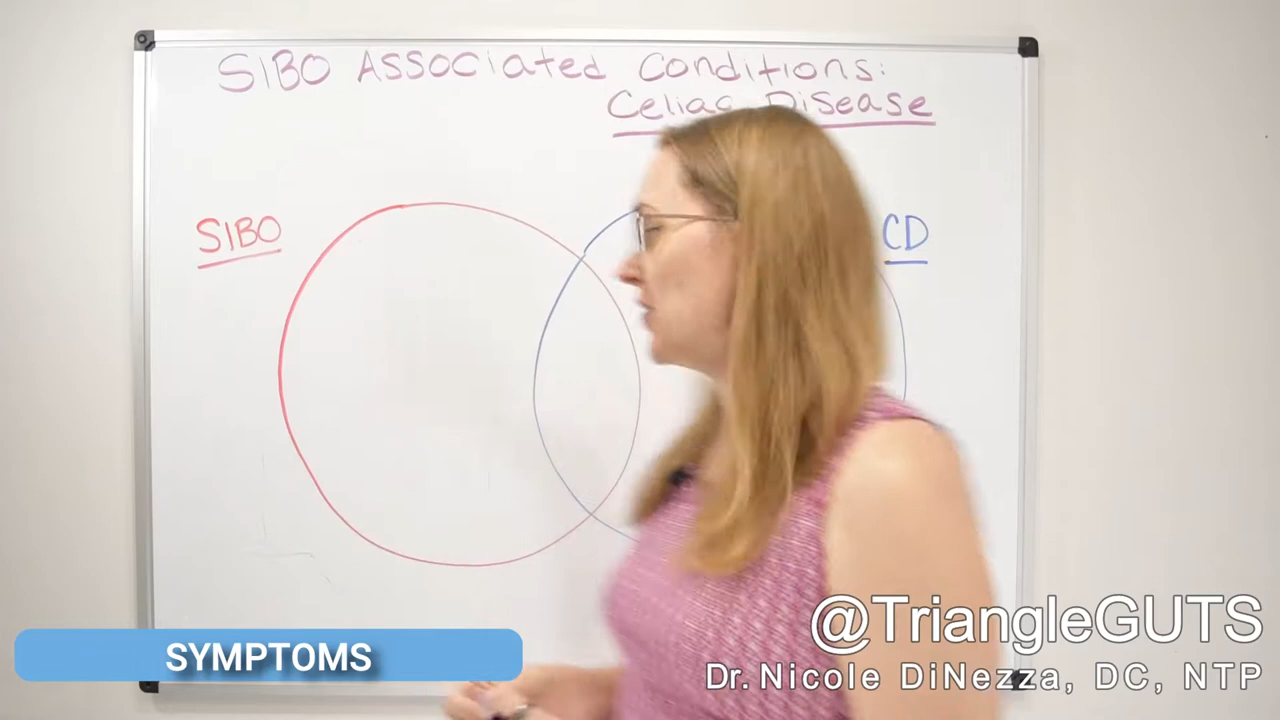 SIBO Associated Conditions:
Celiac Disease
SIBO
CD
SYMPTOMS
@TriangleGUTS
Dr. Nicole DiNezza, DC, NTP